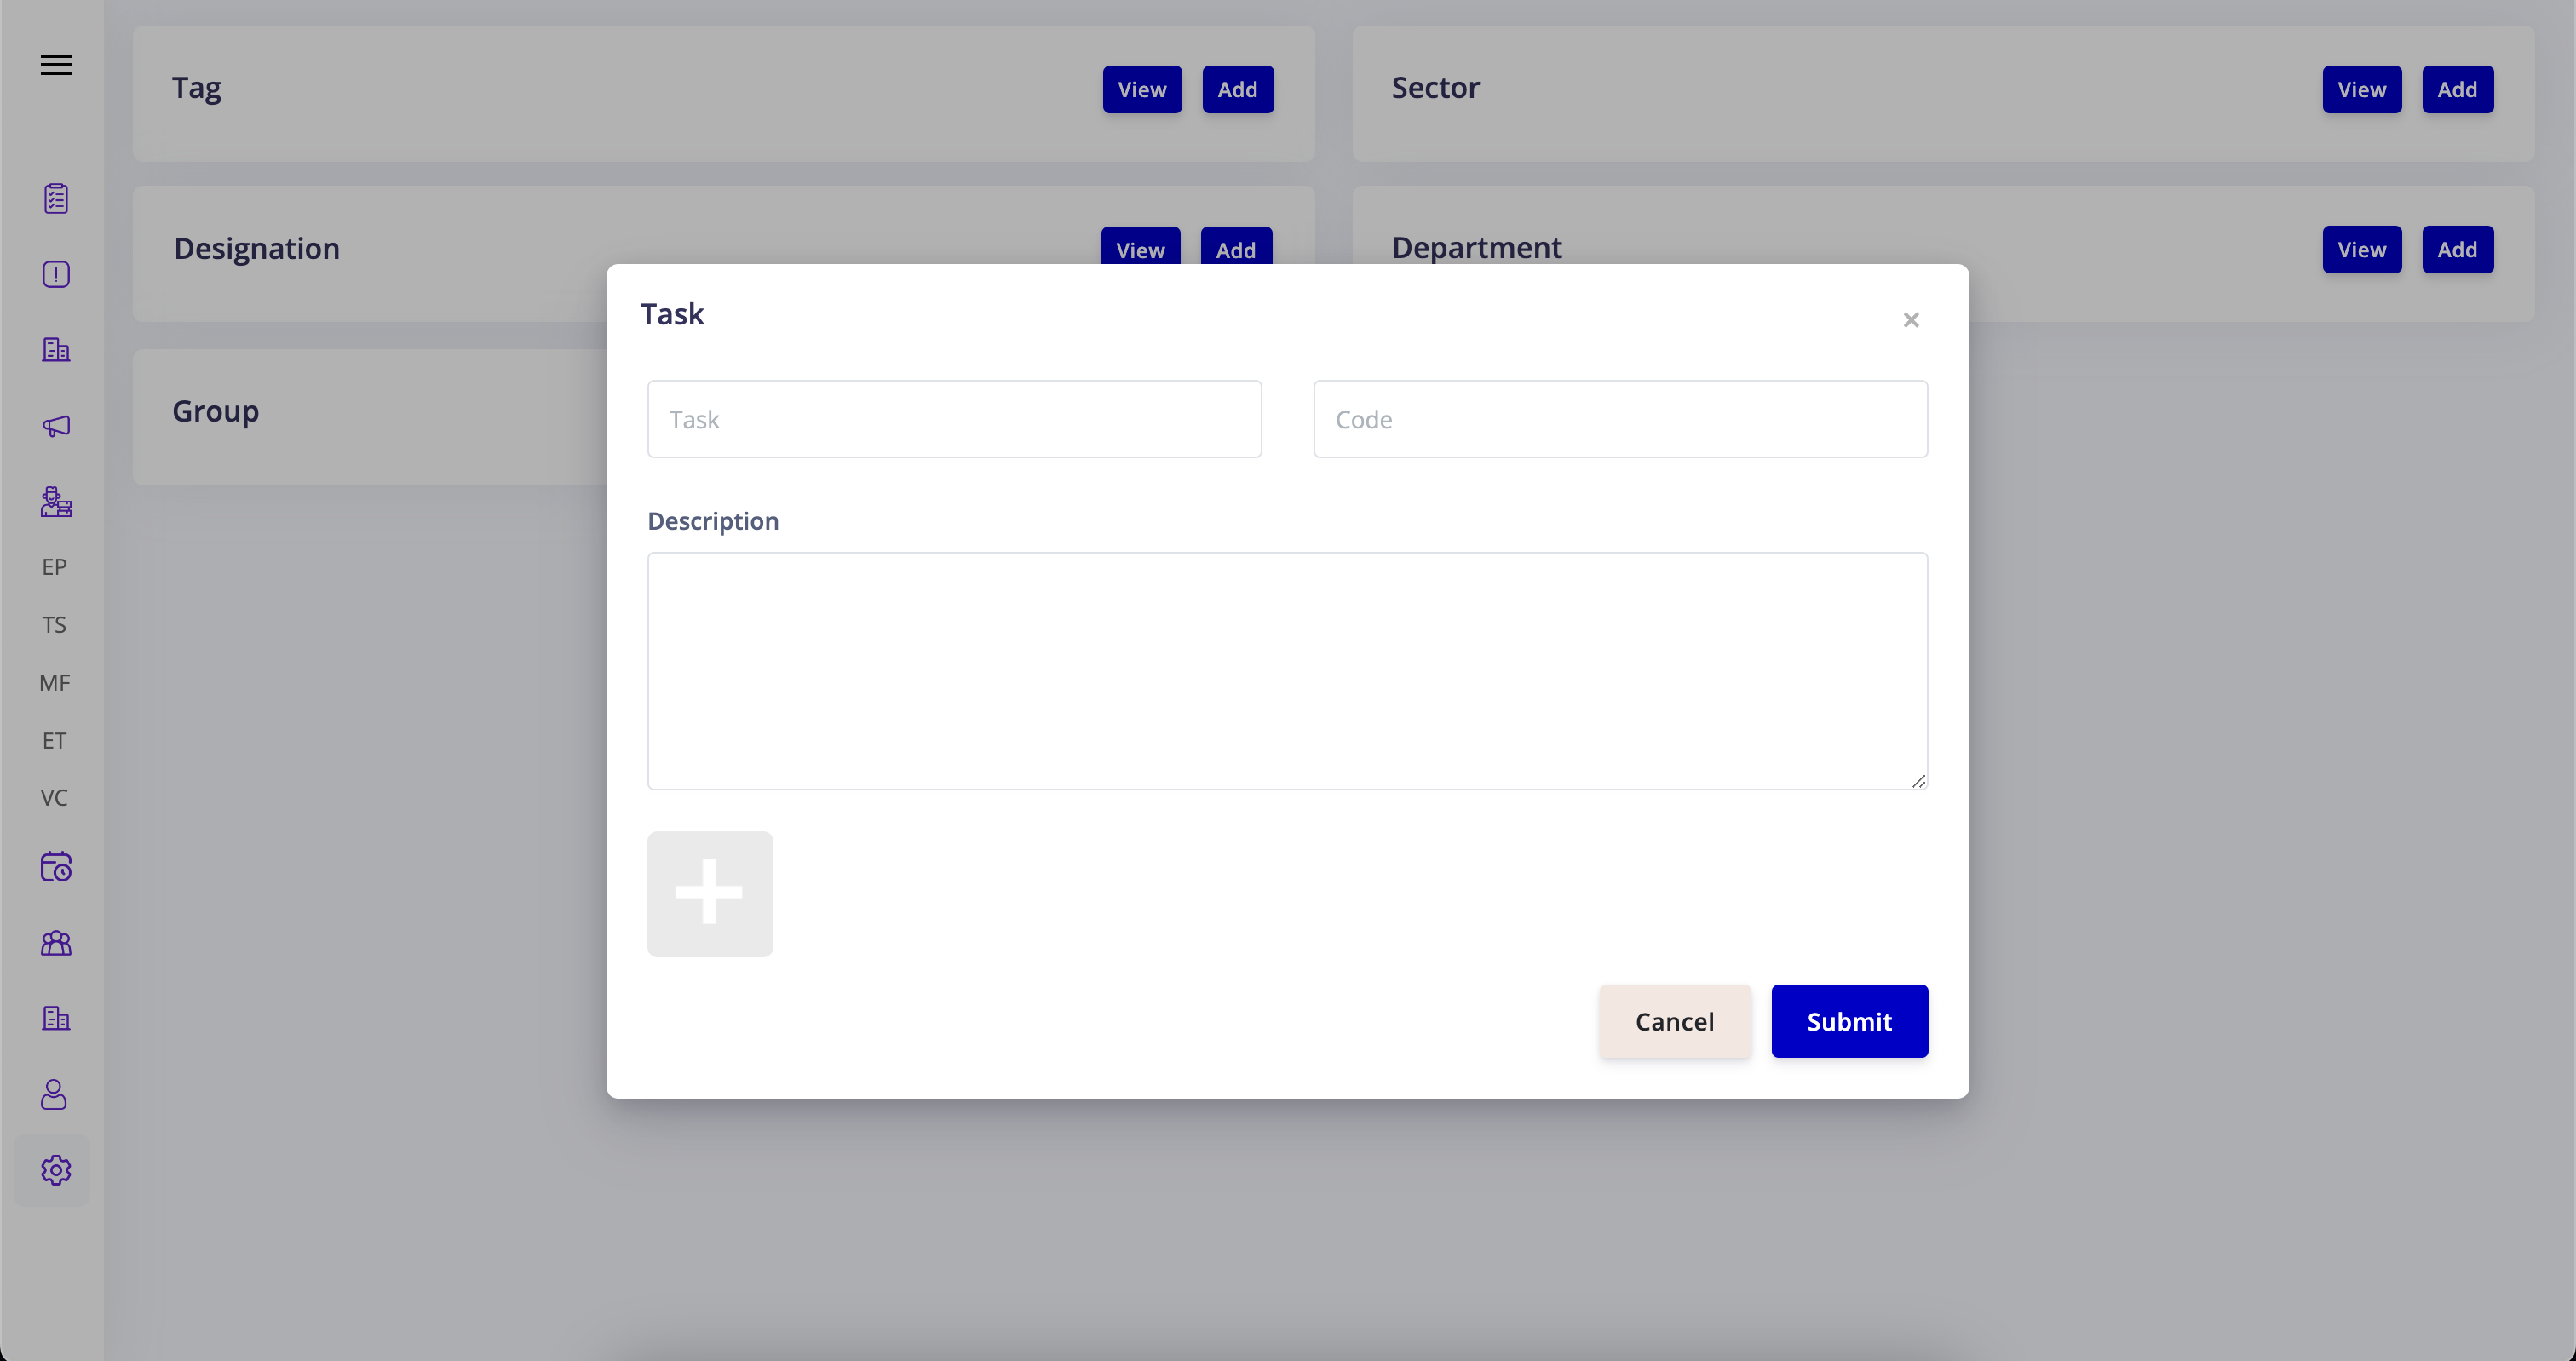 Tag
View
Add
Sector
View
Add
Designation
View
Add
Department
View
Add
Group
EP
TS
MF
ET
VC
Task
×
Task
Code
Description
Cancel
Submit